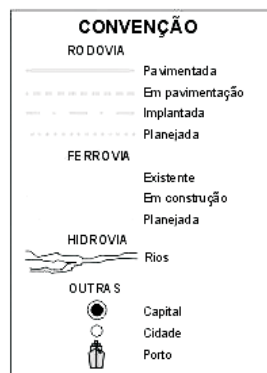 CONVENÇÃO
RODOVIA
Pavimentada
Em pavimentação
Implantada
Planejada
FERROVIA
Existente
Em construção
Planejada
HIDROVIA
Rios
OUTRAS
Capital
Cidade
Porto